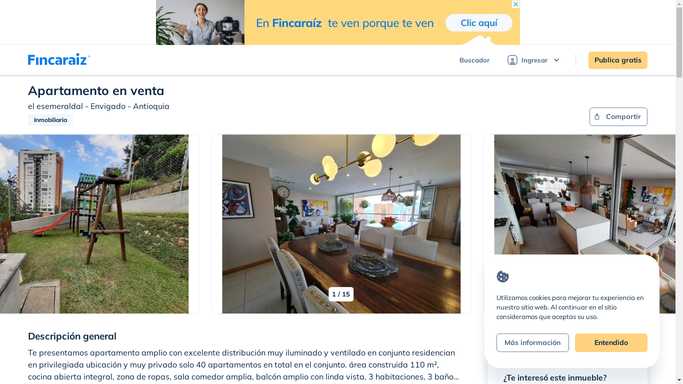 En Fincaraíz te ven porque te ven
Clic aquí
Fincaraíz
Buscador
Ingresar
Publica gratis
Apartamento en venta
el esemeraldal - Envigado - Antioquia
Inmobiliaria
Compartir
1 / 15
Utilizamos cookies para mejorar tu experiencia en
nuestro sitio web. Al continuar en el sitio
consideramos que aceptas su uso.
Más información
Entendido
Descripción general
Te presentamos apartamento amplio con excelente distribución muy iluminado y ventilado en conjunto residencian
en privilegiada ubicación y muy privado solo 40 apartamentos en total en el conjunto. área construida 110 m²,
cocina abierta integral, zona de ropas, sala comedor amplia, balcón amplio con linda vista, 3 habitaciones, 3 baño...
¿Te interesó este inmueble?